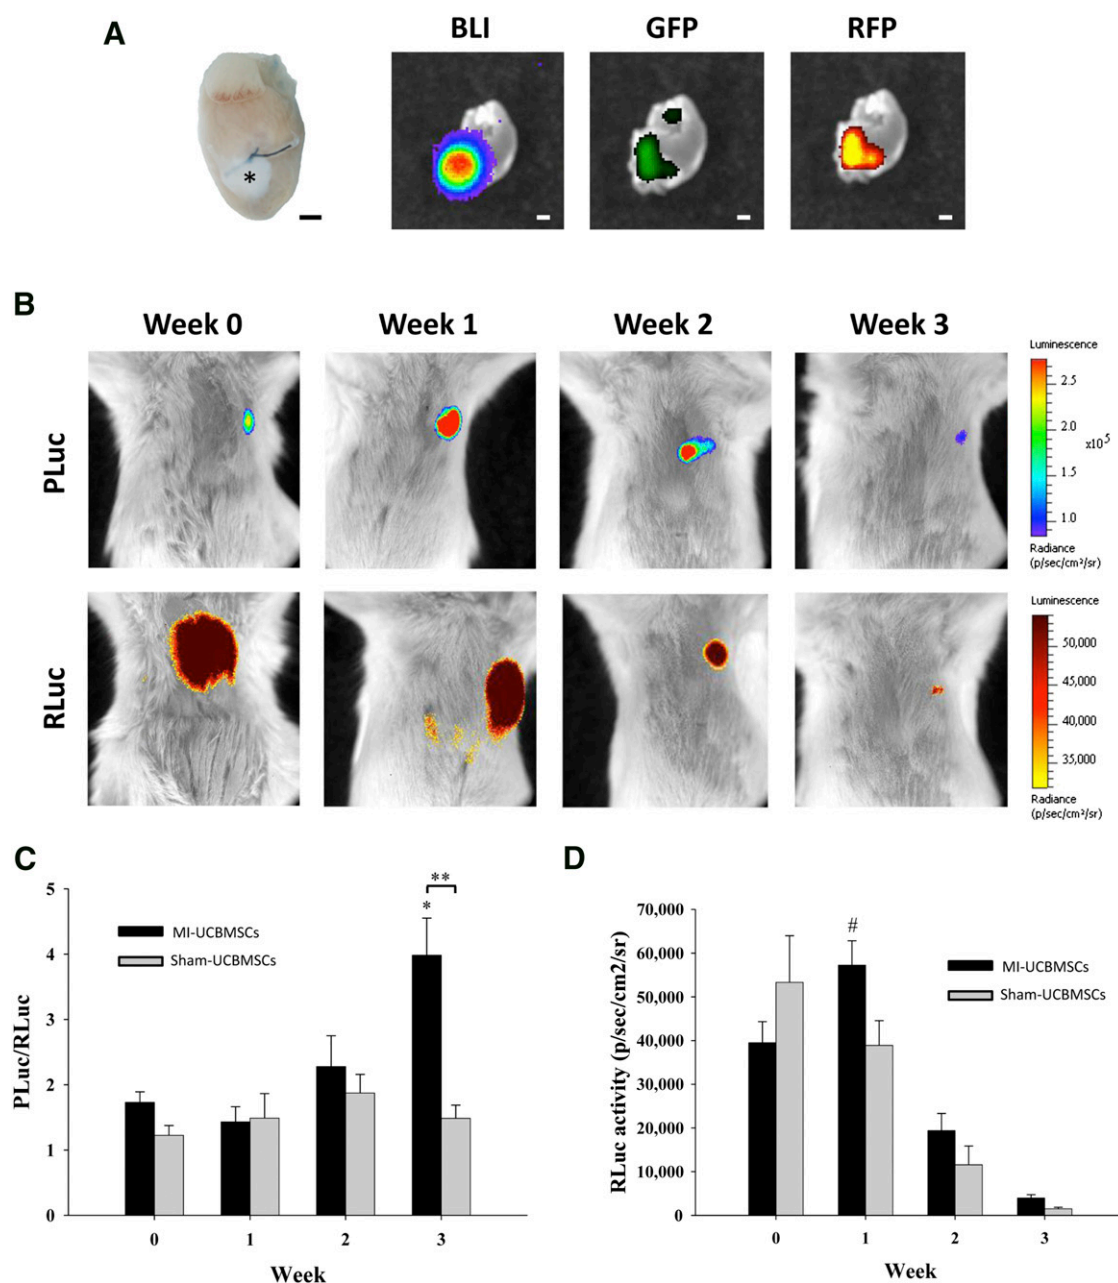 A
BLI GFP RFP
*
B
Week 0 Week 1 Week 2 Week 3
PLuc
Luminescence
2.5
2.0
x10⁵
1.5
1.0
Radiance
(p/sec/cm²/sr)
RLuc
Luminescence
50,000
45,000
40,000
35,000
Radiance
(p/sec/cm²/sr)
C
PLuc/RLuc
5
4
3
2
1
0
MI-UCBMSCs
Sham-UCBMSCs
**
*
0 1 2 3
Week
D
RLuc activity (p/sec/cm2/sr)
70,000
60,000
50,000
40,000
30,000
20,000
10,000
0
#
MI-UCBMSCs
Sham-UCBMSCs
0 1 2 3
Week